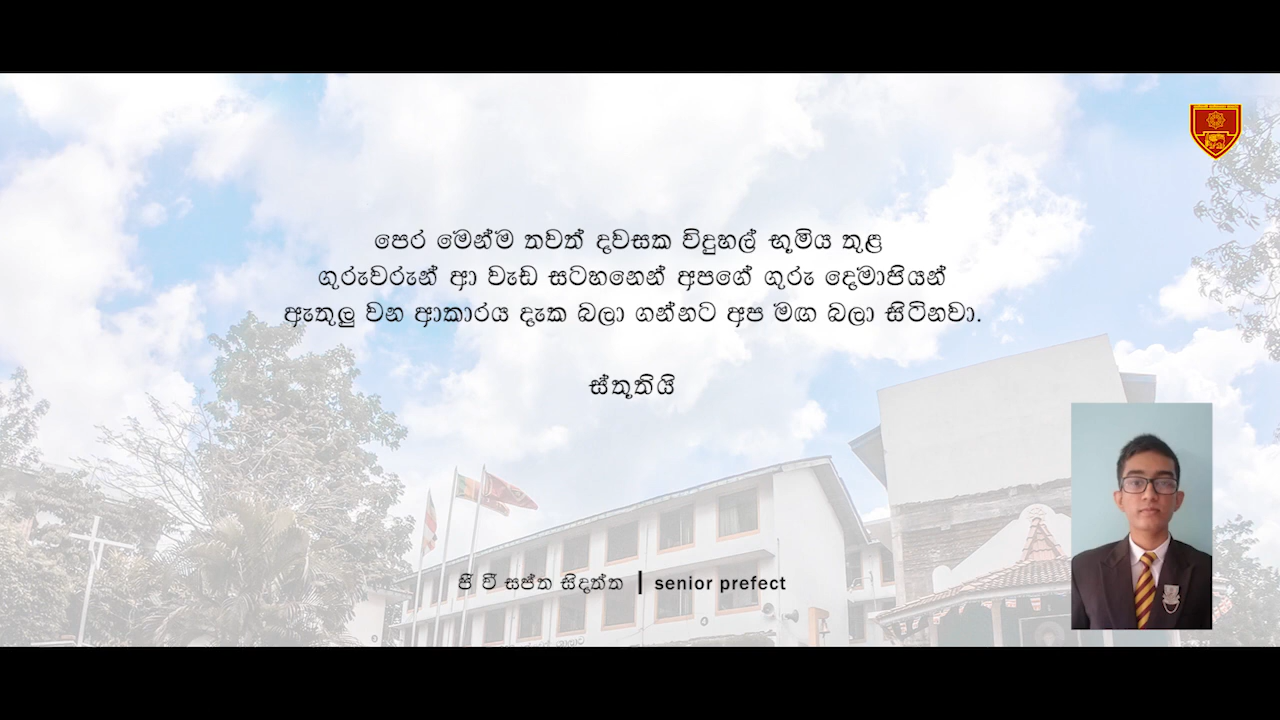 පෙර මෙන්ම තවත් දවසක විදුහල් භූමිය තුළ
ගුරුවරුන් ආ වැඩ සටහනෙන් අපගේ ගුරු දෙමාපියන්
ඇතුලු වන ආකාරය දැක බලා ගන්නට අප මඟ බලා සිටිනවා.
ස්තූතියි
ජී වී සප්ත සිදත්ත | senior prefect